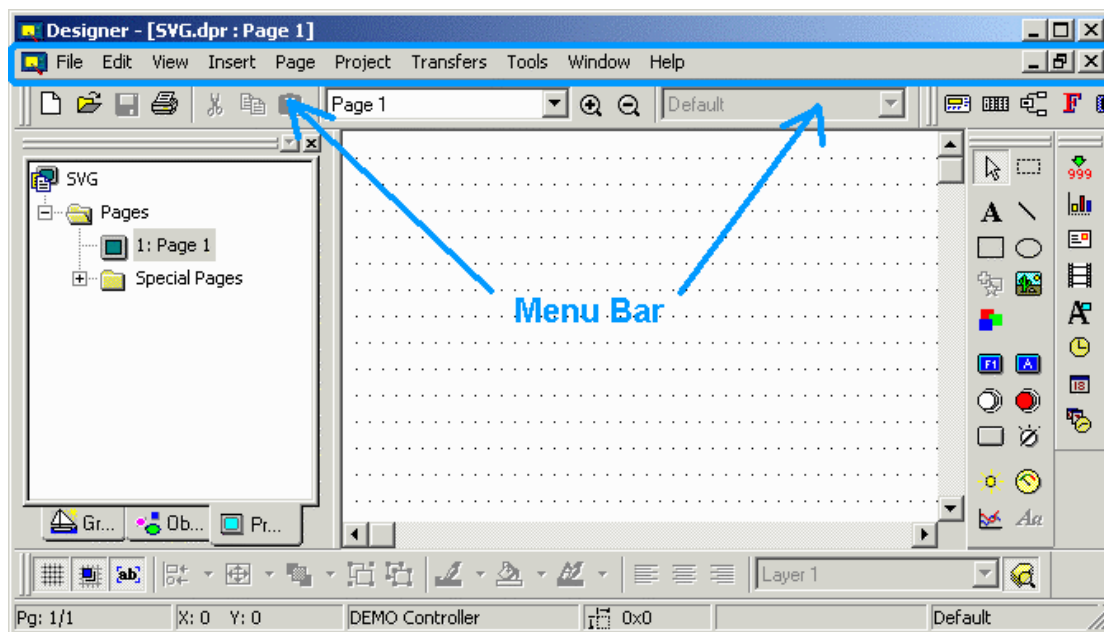 Designer - [SVG.dpr : Page 1]
File Edit View Insert Page Project Transfers Tools Window Help
Page 1 Default
F
SVG
Pages
1: Page 1
Special Pages
Menu Bar
999
A
A
F1 A
18
Aa
Gr... Ob... Pr...
ab Layer 1
Pg: 1/1 X: 0 Y: 0 DEMO Controller 0x0 Default